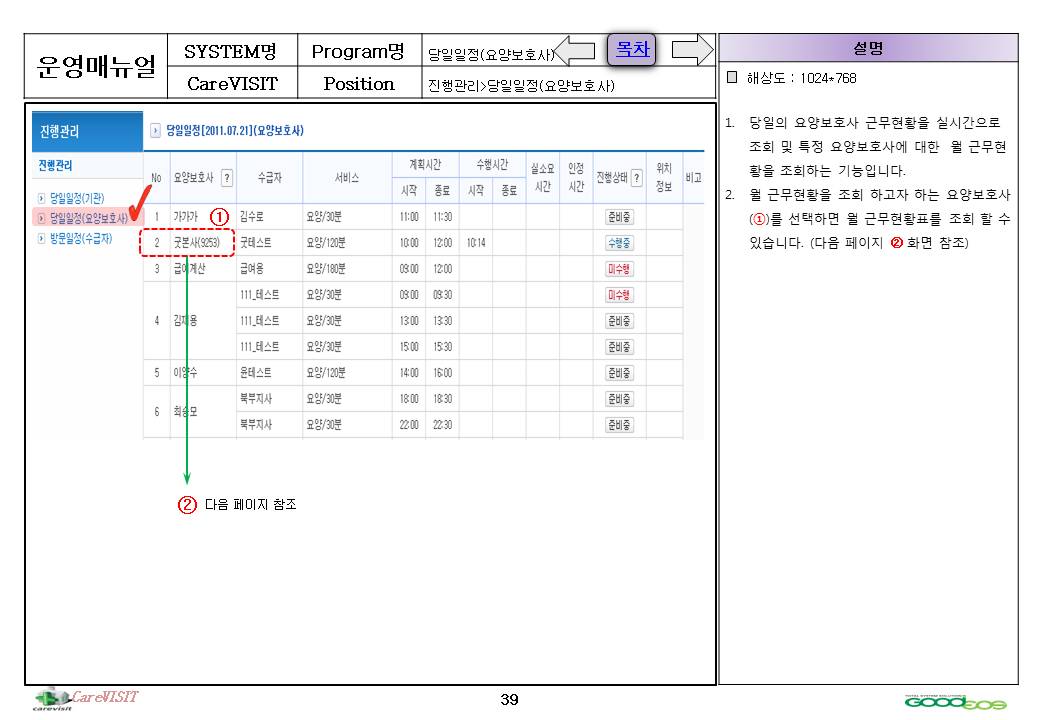 운영매뉴얼
SYSTEM명
Program명
당일일정(요양보호사)
목차
설명
CareVISIT
Position
진행관리>당일일정(요양보호사)
해상도 : 1024*768
1. 당일의 요양보호사 근무현황을 실시간으로
조회 및 특정 요양보호사에 대한 월 근무현
황을 조회하는 기능입니다.
2. 월 근무현황을 조회 하고자 하는 요양보호사
(①)를 선택하면 월 근무현황표를 조회 할 수
있습니다. (다음 페이지 ② 화면 참조)
진행관리
당일일정[2011.07.21](요양보호사)
진행관리
당일일정(기관)
당일일정(요양보호사)
방문일정(수급자)
No 요양보호사 ? 수급자 서비스 계획시간 수행시간 실소요시간 인정시간 진행상태 ? 위치정보 비고
시작 종료 시작 종료
1 가가가 ① 김수로 요양/30분 11:00 11:30 준비중
2 굿본사(9253) 굿테스트 요양/120분 10:00 12:00 10:14 수행중
3 급여계산 급여용 요양/180분 09:00 12:00 미수행
111_테스트 요양/30분 09:00 09:30 미수행
4 김재용 111_테스트 요양/30분 13:00 13:30 준비중
111_테스트 요양/30분 15:00 15:30 준비중
5 이양수 윤테스트 요양/120분 14:00 16:00 준비중
6 최승모 북부지사 요양/30분 18:00 18:30 준비중
북부지사 요양/30분 22:00 22:30 준비중
② 다음 페이지 참조
carevisit
CareVISIT
39
TOTAL SYSTEM SOLUTIONS
GOODEOS